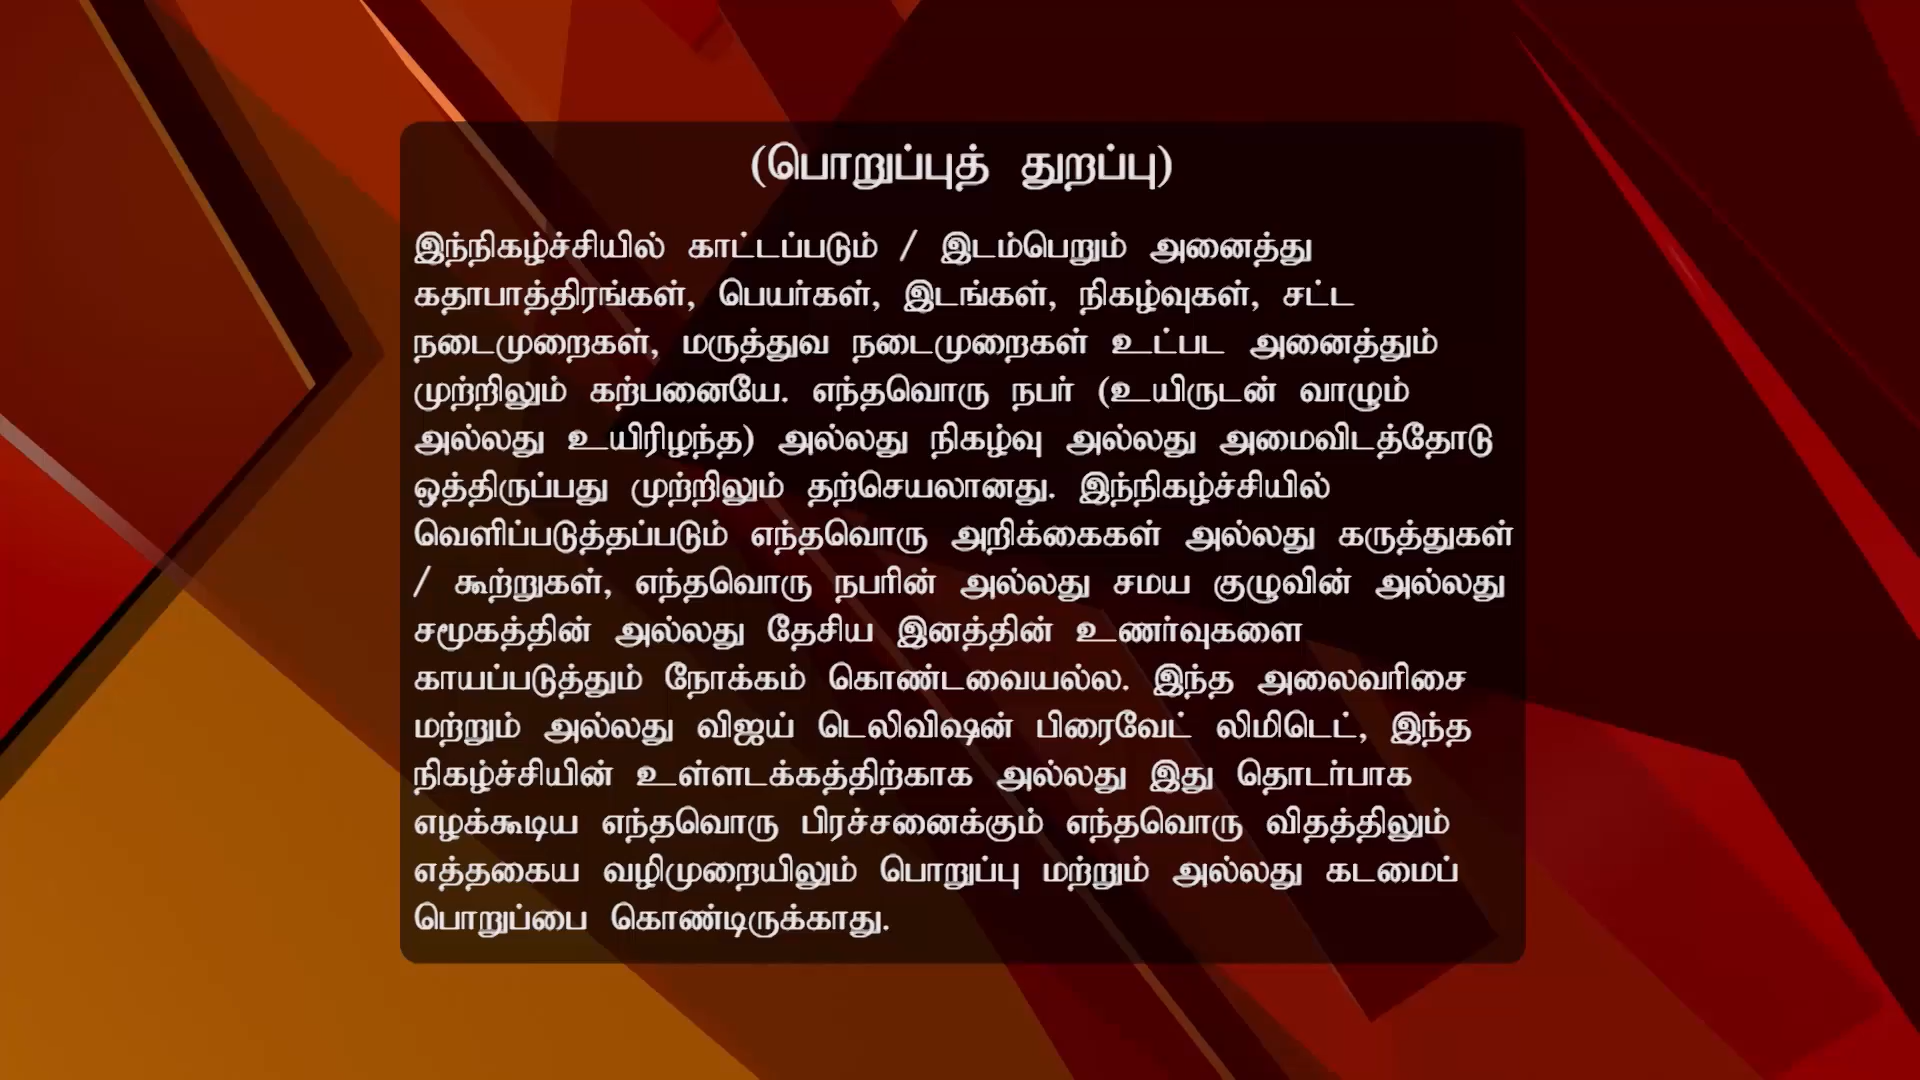 (பொறுப்புத் துறப்பு)
இந்நிகழ்ச்சியில் காட்டப்படும் / இடம்பெறும் அனைத்து
கதாபாத்திரங்கள், பெயர்கள், இடங்கள், நிகழ்வுகள், சட்ட
நடைமுறைகள், மருத்துவ நடைமுறைகள் உட்பட அனைத்தும்
முற்றிலும் கற்பனையே. எந்தவொரு நபர் (உயிருடன் வாழும்
அல்லது உயிரிழந்த) அல்லது நிகழ்வு அல்லது அமைவிடத்தோடு
ஒத்திருப்பது முற்றிலும் தற்செயலானது. இந்நிகழ்ச்சியில்
வெளிப்படுத்தப்படும் எந்தவொரு அறிக்கைகள் அல்லது கருத்துகள்
/ கூற்றுகள், எந்தவொரு நபரின் அல்லது சமய குழுவின் அல்லது
சமூகத்தின் அல்லது தேசிய இனத்தின் உணர்வுகளை
காயப்படுத்தும் நோக்கம் கொண்டவையல்ல. இந்த அலைவரிசை
மற்றும் அல்லது விஜய் டெலிவிஷன் பிரைவேட் லிமிடெட், இந்த
நிகழ்ச்சியின் உள்ளடக்கத்திற்காக அல்லது இது தொடர்பாக
எழக்கூடிய எந்தவொரு பிரச்சனைக்கும் எந்தவொரு விதத்திலும்
எத்தகைய வழிமுறையிலும் பொறுப்பு மற்றும் அல்லது கடமைப்
பொறுப்பை கொண்டிருக்காது.